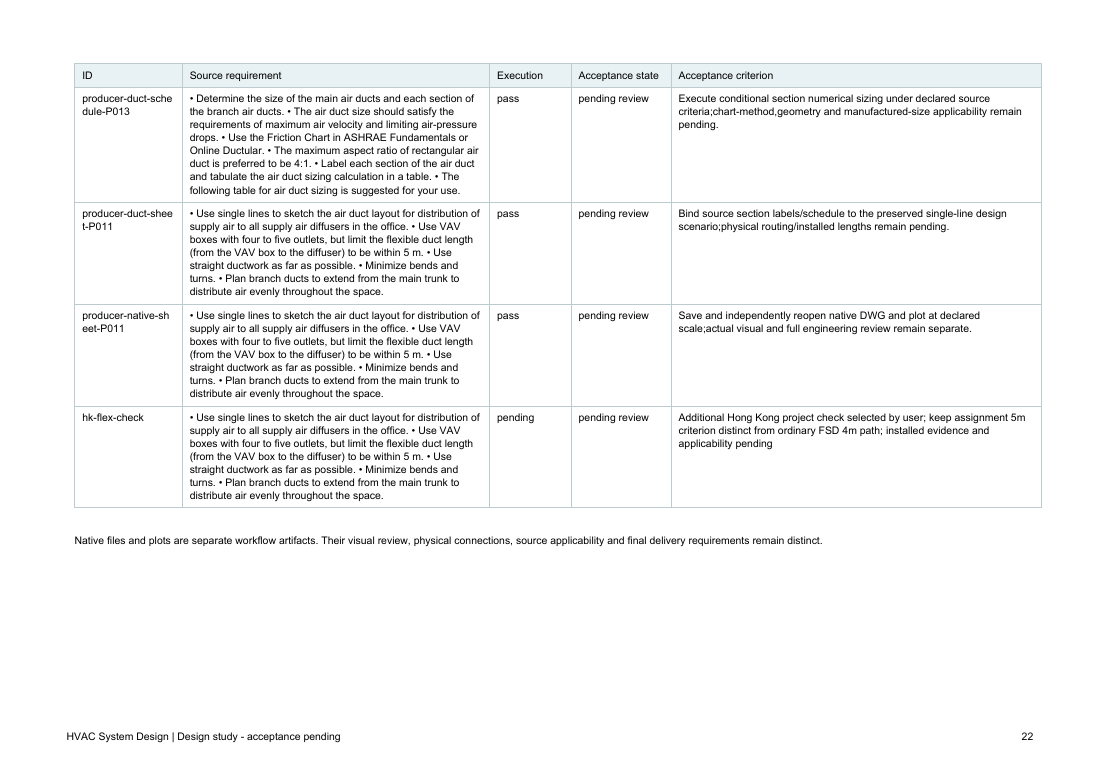 ID Source requirement Execution Acceptance state Acceptance criterion
producer-duct-sche
dule-P013
• Determine the size of the main air ducts and each section of
the branch air ducts. • The air duct size should satisfy the
requirements of maximum air velocity and limiting air-pressure
drops. • Use the Friction Chart in ASHRAE Fundamentals or
Online Ductular. • The maximum aspect ratio of rectangular air
duct is preferred to be 4:1. • Label each section of the air duct
and tabulate the air duct sizing calculation in a table. • The
following table for air duct sizing is suggested for your use.
pass
pending review
Execute conditional section numerical sizing under declared source
criteria;chart-method,geometry and manufactured-size applicability remain
pending.
producer-duct-shee
t-P011
• Use single lines to sketch the air duct layout for distribution of
supply air to all supply air diffusers in the office. • Use VAV
boxes with four to five outlets, but limit the flexible duct length
(from the VAV box to the diffuser) to be within 5 m. • Use
straight ductwork as far as possible. • Minimize bends and
turns. • Plan branch ducts to extend from the main trunk to
distribute air evenly throughout the space.
pass
pending review
Bind source section labels/schedule to the preserved single-line design
scenario;physical routing/installed lengths remain pending.
producer-native-sh
eet-P011
• Use single lines to sketch the air duct layout for distribution of
supply air to all supply air diffusers in the office. • Use VAV
boxes with four to five outlets, but limit the flexible duct length
(from the VAV box to the diffuser) to be within 5 m. • Use
straight ductwork as far as possible. • Minimize bends and
turns. • Plan branch ducts to extend from the main trunk to
distribute air evenly throughout the space.
pass
pending review
Save and independently reopen native DWG and plot at declared
scale;actual visual and full engineering review remain separate.
hk-flex-check
• Use single lines to sketch the air duct layout for distribution of
supply air to all supply air diffusers in the office. • Use VAV
boxes with four to five outlets, but limit the flexible duct length
(from the VAV box to the diffuser) to be within 5 m. • Use
straight ductwork as far as possible. • Minimize bends and
turns. • Plan branch ducts to extend from the main trunk to
distribute air evenly throughout the space.
pending
pending review
Additional Hong Kong project check selected by user; keep assignment 5m
criterion distinct from ordinary FSD 4m path; installed evidence and
applicability pending
Native files and plots are separate workflow artifacts. Their visual review, physical connections, source applicability and final delivery requirements remain distinct.
HVAC System Design | Design study - acceptance pending 22